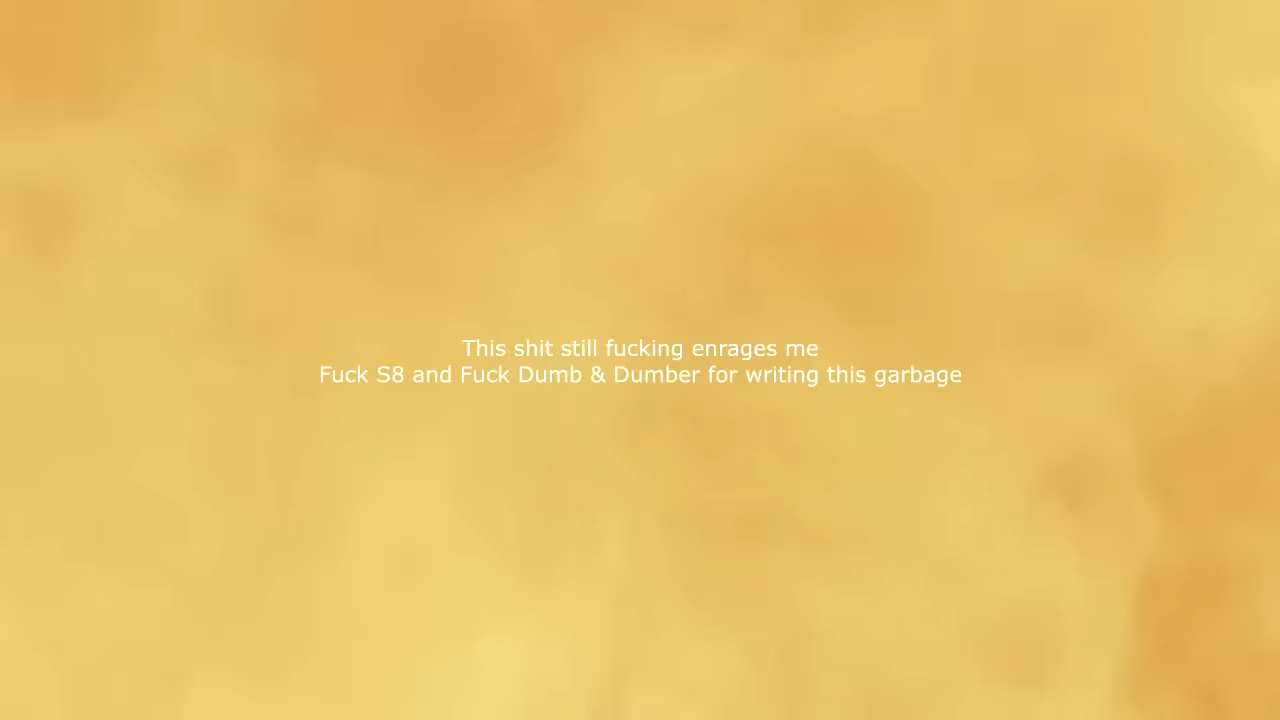 This shit still fucking enrages me
Fuck S8 and Fuck Dumb & Dumber for writing this garbage